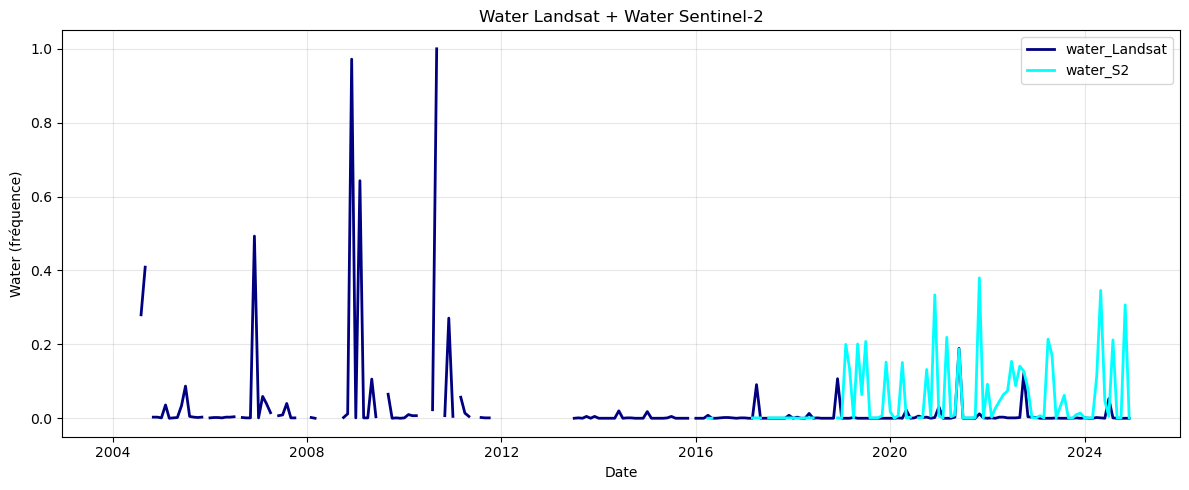 Water Landsat + Water Sentinel-2
water_Landsat
water_S2
Water (fréquence)
1.0
0.8
0.6
0.4
0.2
0.0
2004
2008
2012
2016
2020
2024
Date